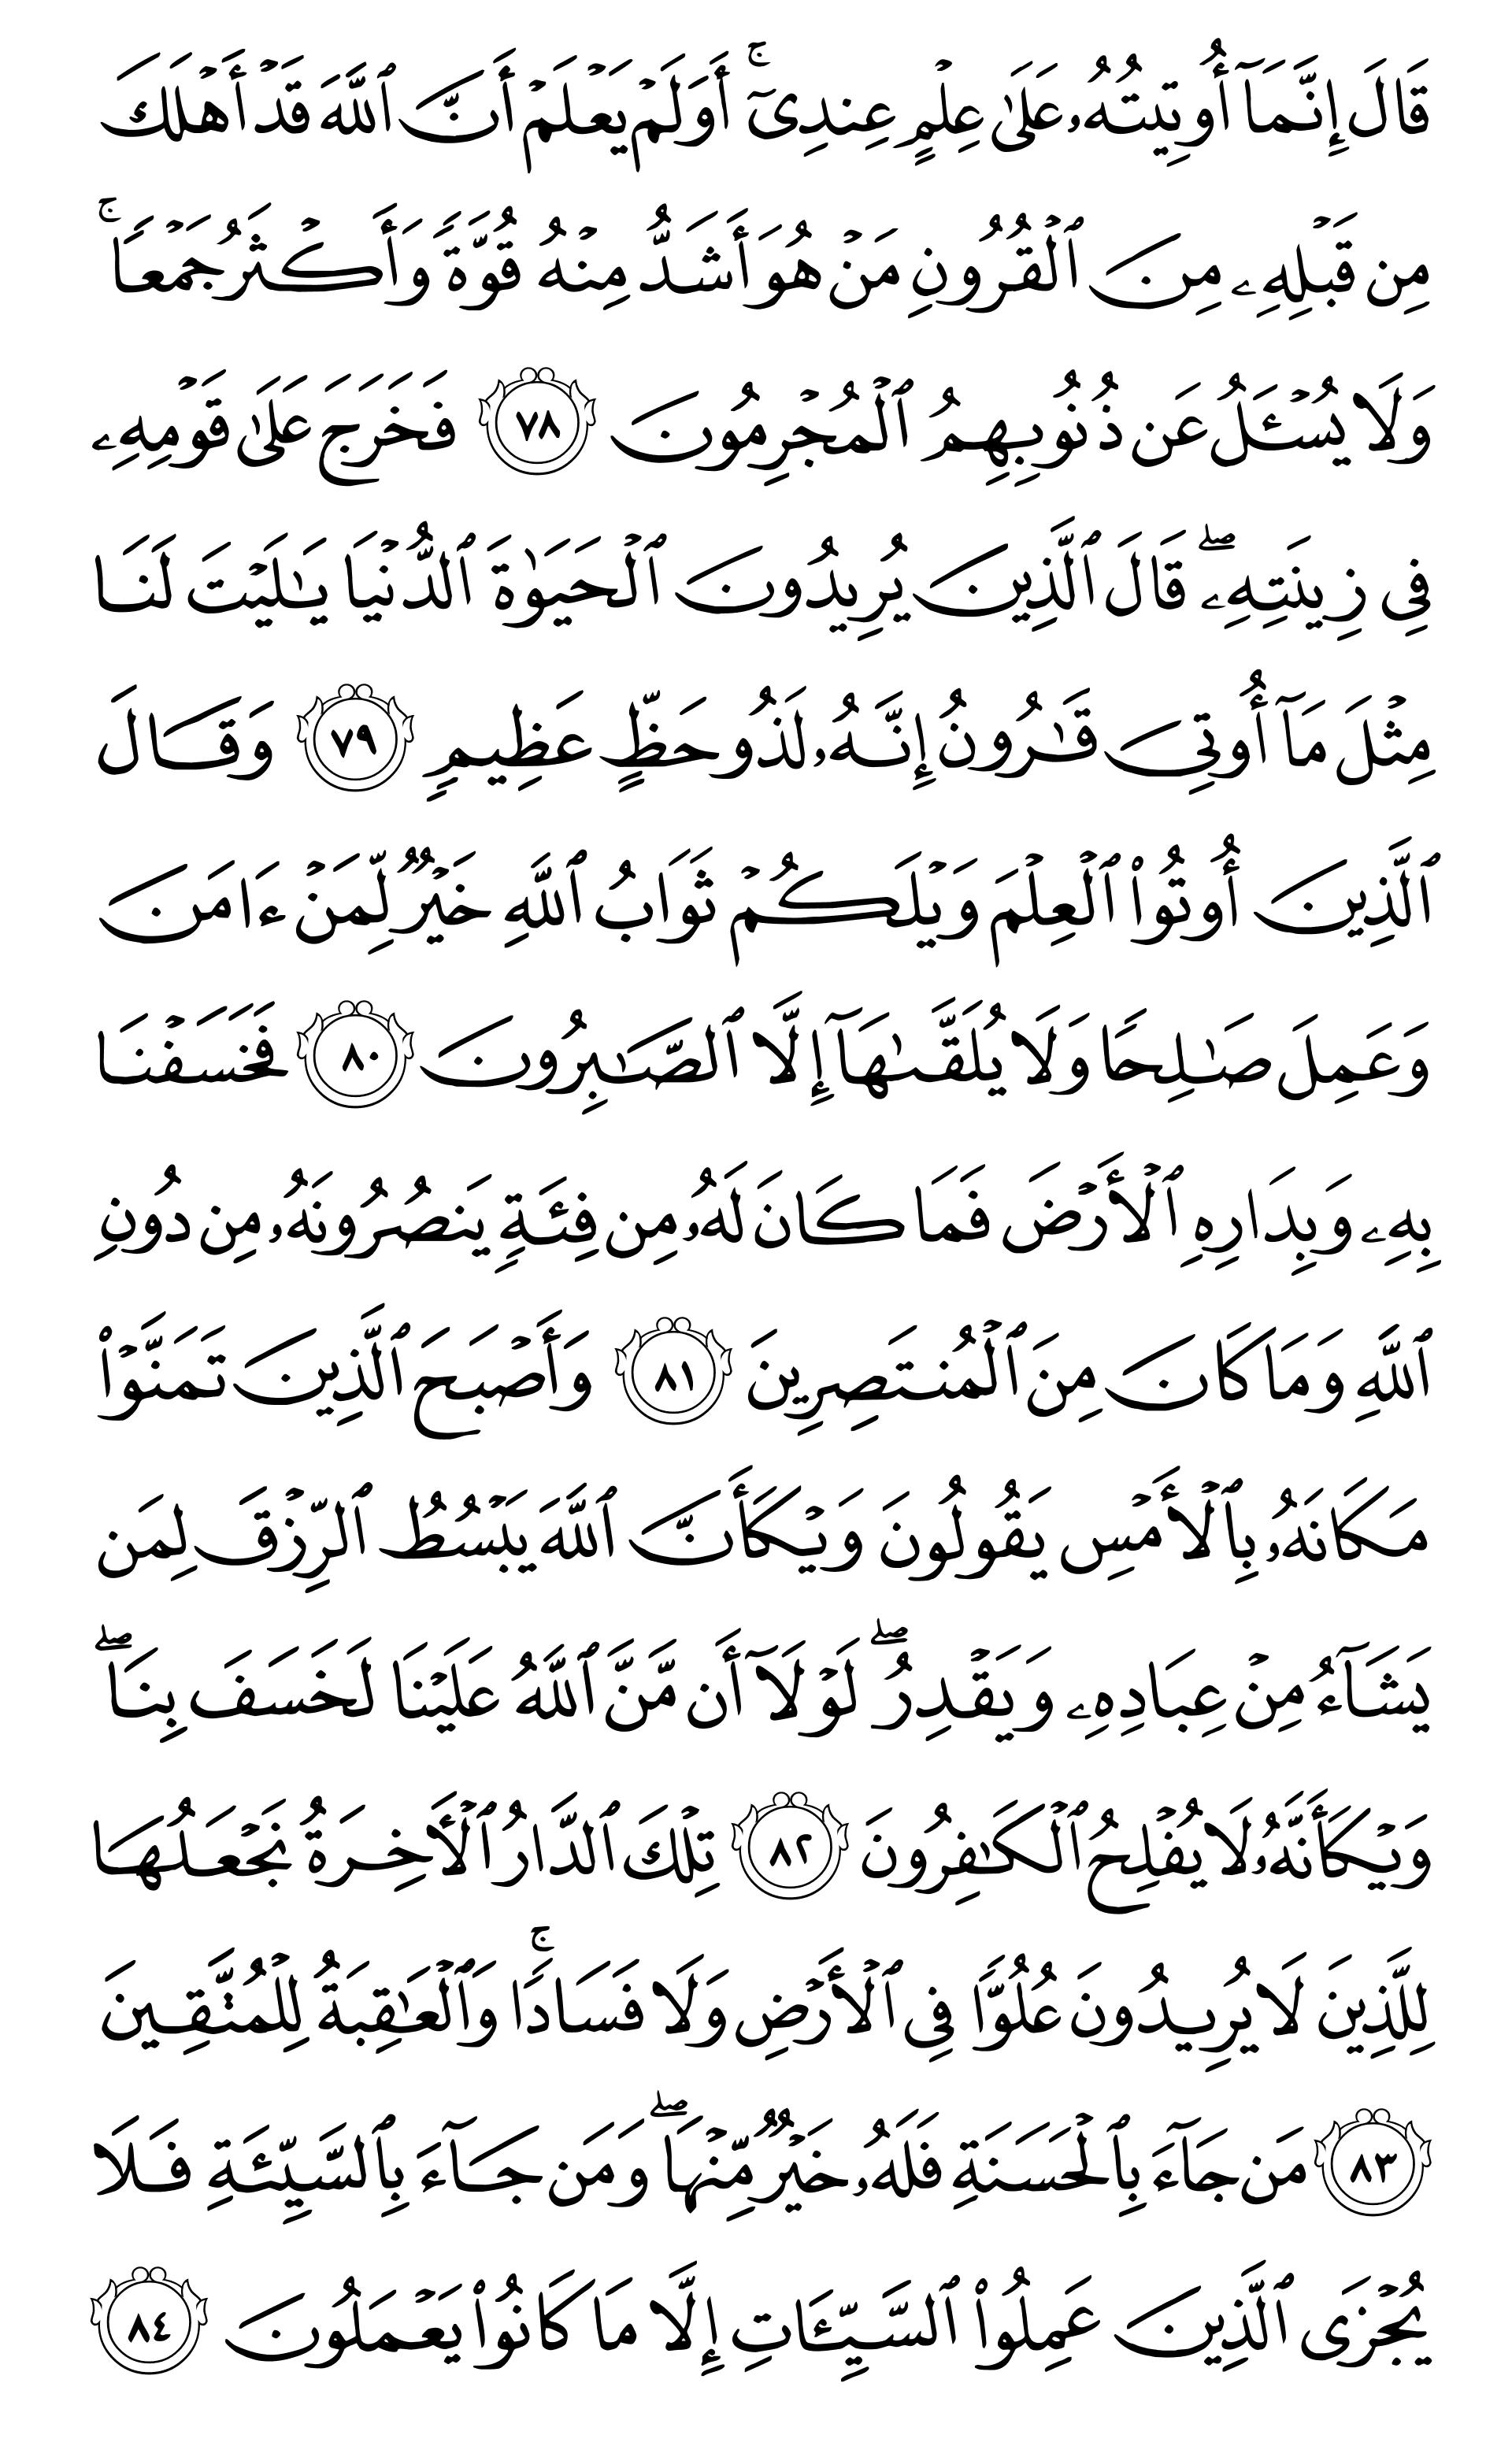 قَالَ إِنَّمَآ أُوتِيتُهُۥ عَلَىٰ عِلْمٍ عِندِىٓ ۚ أَوَلَمْ يَعْلَمْ أَنَّ ٱللَّهَ قَدْ أَهْلَكَ
مِن قَبْلِهِۦ مِنَ ٱلْقُرُونِ مَنْ هُوَ أَشَدُّ مِنْهُ قُوَّةً وَأَكْثَرُ جَمْعًا ۚ
وَلَا يُسْـَٔلُ عَن ذُنُوبِهِمُ ٱلْمُجْرِمُونَ ٧٨ فَخَرَجَ عَلَىٰ قَوْمِهِۦ
فِى زِينَتِهِۦ ۖ قَالَ ٱلَّذِينَ يُرِيدُونَ ٱلْحَيَوٰةَ ٱلدُّنْيَا يَـٰلَيْتَ لَنَا
مِثْلَ مَآ أُوتِىَ قَـٰرُونُ إِنَّهُۥ لَذُو حَظٍّ عَظِيمٍ ٧٩ وَقَالَ
ٱلَّذِينَ أُوتُوا۟ ٱلْعِلْمَ وَيْلَكُمْ ثَوَابُ ٱللَّهِ خَيْرٌ لِّمَنْ ءَامَنَ
وَعَمِلَ صَـٰلِحًا وَلَا يُلَقَّىٰهَآ إِلَّا ٱلصَّـٰبِرُونَ ٨٠ فَخَسَفْنَا
بِهِۦ وَبِدَارِهِ ٱلْأَرْضَ فَمَا كَانَ لَهُۥ مِن فِئَةٍ يَنصُرُونَهُۥ مِن دُونِ
ٱللَّهِ وَمَا كَانَ مِنَ ٱلْمُنتَصِرِينَ ٨١ وَأَصْبَحَ ٱلَّذِينَ تَمَنَّوْا۟
مَكَانَهُۥ بِٱلْأَمْسِ يَقُولُونَ وَيْكَأَنَّ ٱللَّهَ يَبْسُطُ ٱلرِّزْقَ لِمَن
يَشَآءُ مِنْ عِبَادِهِۦ وَيَقْدِرُ ۖ لَوْلَآ أَن مَّنَّ ٱللَّهُ عَلَيْنَا لَخَسَفَ بِنَا ۖ
وَيْكَأَنَّهُۥ لَا يُفْلِحُ ٱلْكَـٰفِرُونَ ٨٢ تِلْكَ ٱلدَّارُ ٱلْـَٔاخِرَةُ نَجْعَلُهَا
لِلَّذِينَ لَا يُرِيدُونَ عُلُوًّا فِى ٱلْأَرْضِ وَلَا فَسَادًا ۚ وَٱلْعَـٰقِبَةُ لِلْمُتَّقِينَ
٨٣ مَن جَآءَ بِٱلْحَسَنَةِ فَلَهُۥ خَيْرٌ مِّنْهَا ۖ وَمَن جَآءَ بِٱلسَّيِّئَةِ فَلَا
يُجْزَى ٱلَّذِينَ عَمِلُوا۟ ٱلسَّيِّـَٔاتِ إِلَّا مَا كَانُوا۟ يَعْمَلُونَ ٨٤